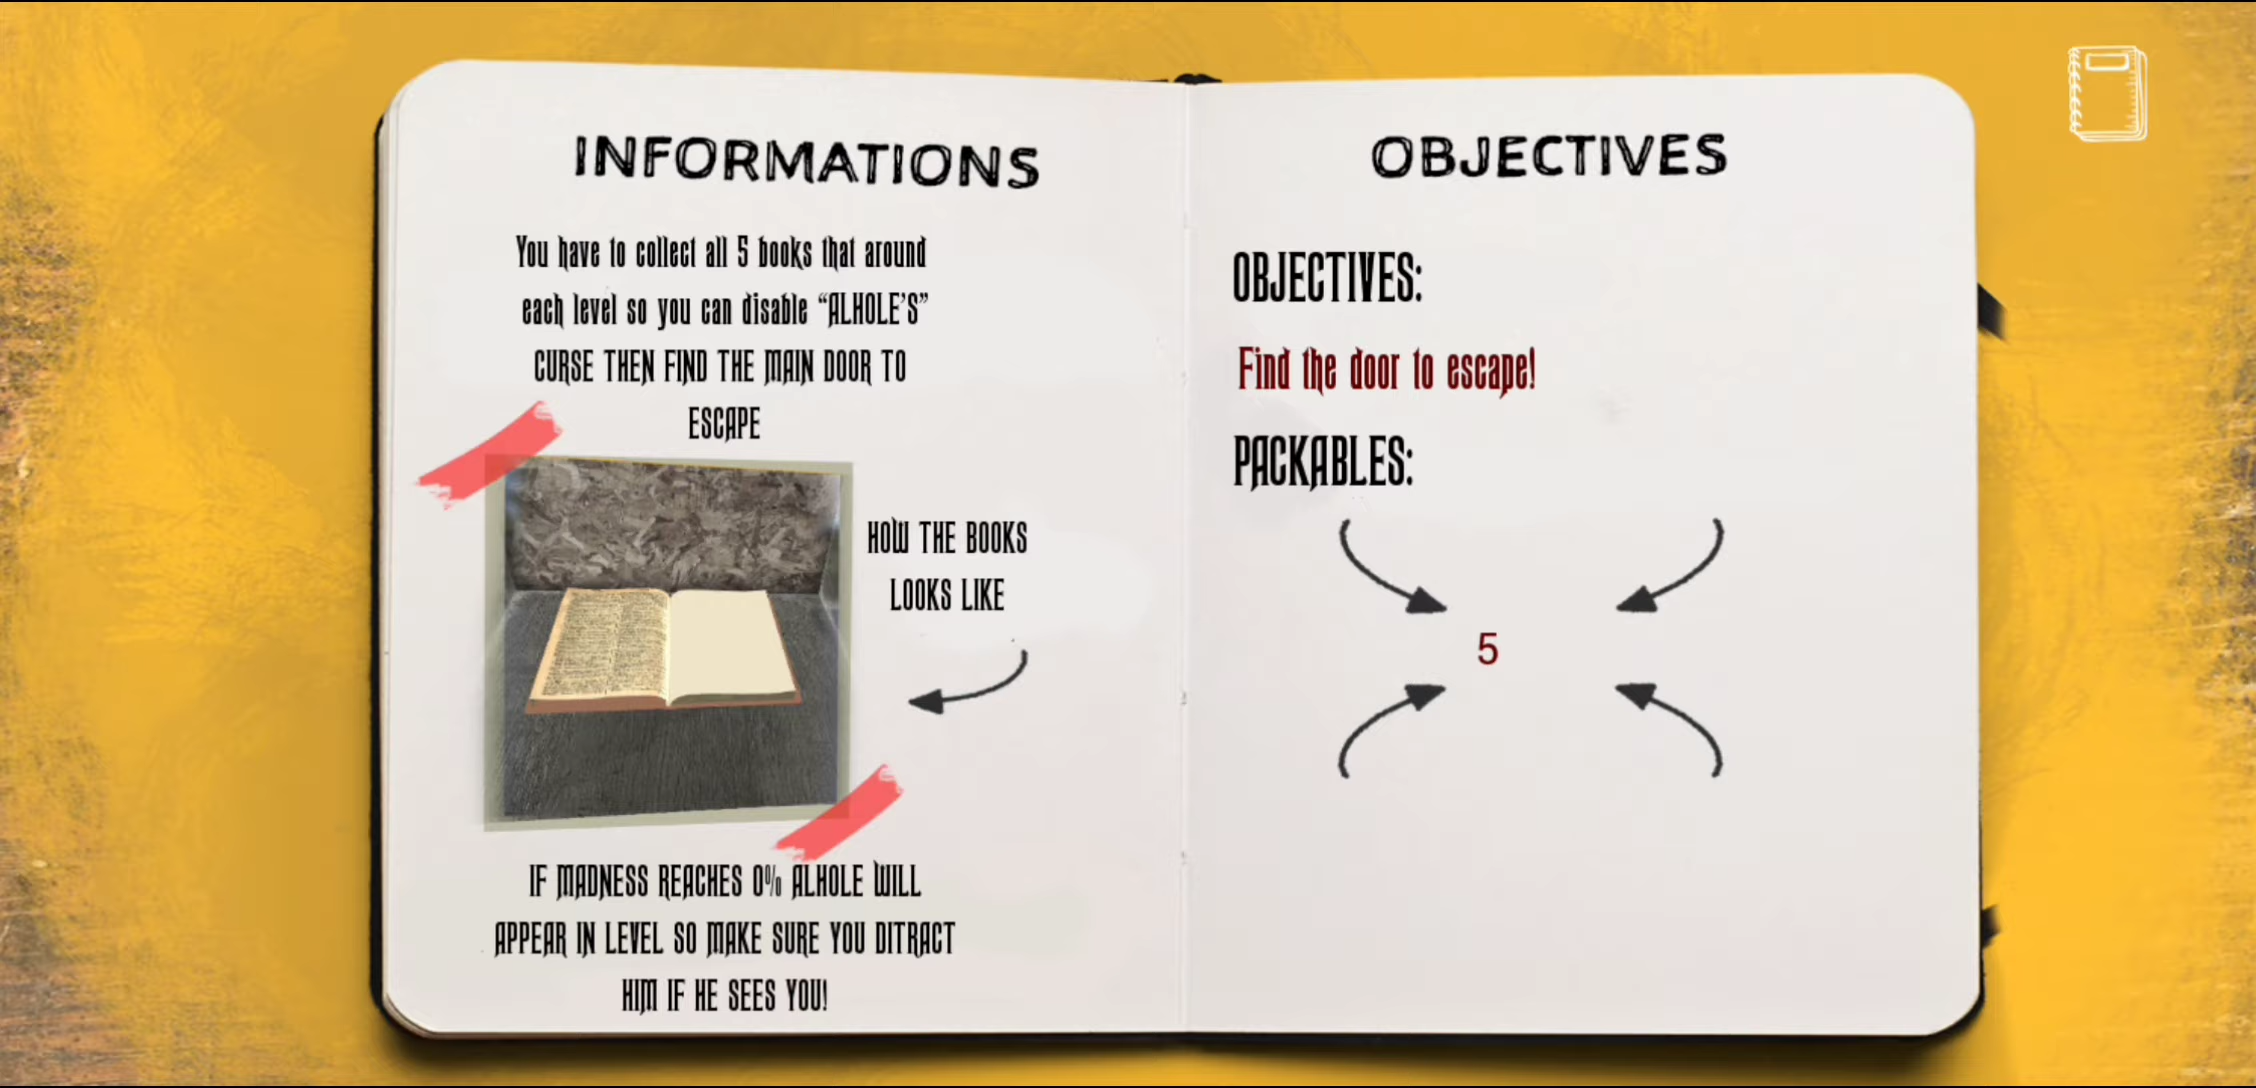 INFORMATIONS
You have to collect all 5 books that around
each level so you can disable “ALHOLE’S”
CURSE THEN FIND THE MAIN DOOR TO
ESCAPE
HOW THE BOOKS
LOOKS LIKE
IF MADNESS REACHES 0% ALHOLE WILL
APPEAR IN LEVEL SO MAKE SURE YOU DITRACT
HIM IF HE SEES YOU!
OBJECTIVES
OBJECTIVES:
Find the door to escape!
PACKABLES:
5